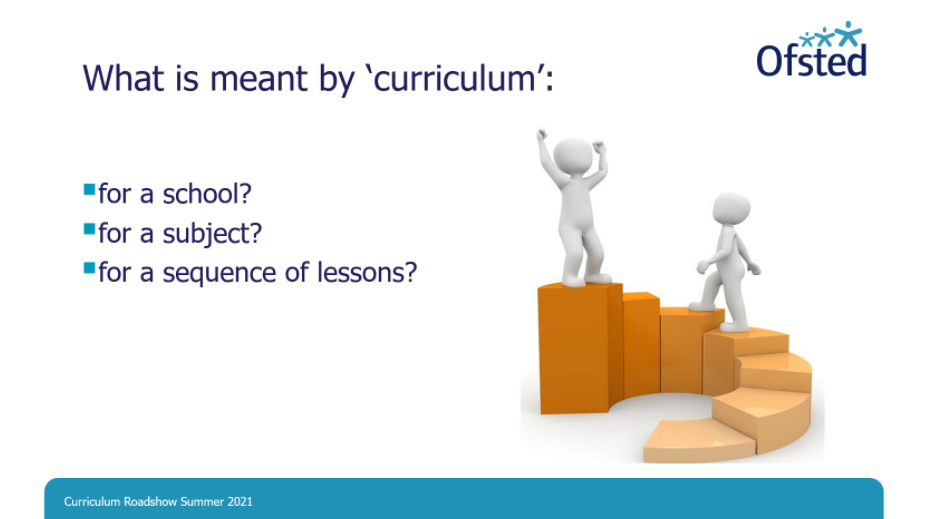 Ofsted
What is meant by ‘curriculum’:
▪for a school?
▪for a subject?
▪for a sequence of lessons?
Curriculum Roadshow Summer 2021